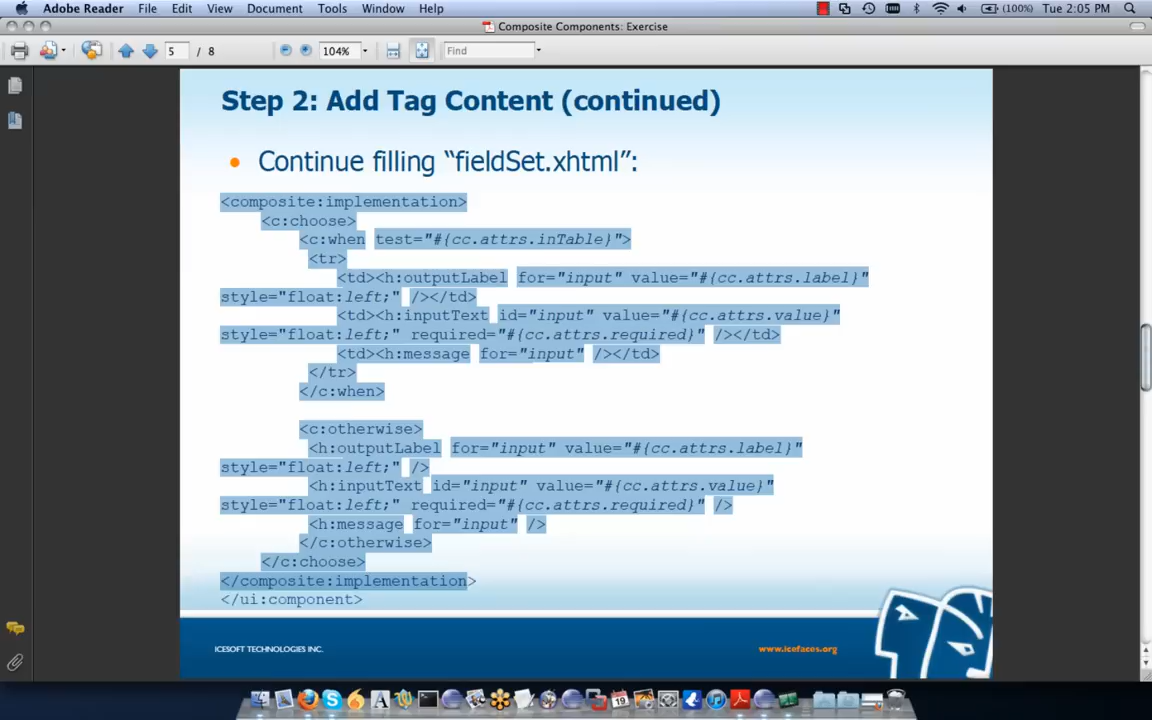 Adobe Reader File Edit View Document Tools Window Help (100%) Tue 2:05 PM
Composite Components: Exercise
5 / 8 104% Find
Step 2: Add Tag Content (continued)
• Continue filling “fieldSet.xhtml”:
<composite:implementation>
<c:choose>
<c:when test="#{cc.attrs.inTable}">
<tr>
<td><h:outputLabel for="input" value="#{cc.attrs.label}"
style="float:left;" /></td>
<td><h:inputText id="input" value="#{cc.attrs.value}"
style="float:left;" required="#{cc.attrs.required}" /></td>
<td><h:message for="input" /></td>
</tr>
</c:when>
<c:otherwise>
<h:outputLabel for="input" value="#{cc.attrs.label}"
style="float:left;" />
<h:inputText id="input" value="#{cc.attrs.value}"
style="float:left;" required="#{cc.attrs.required}" />
<h:message for="input" />
</c:otherwise>
</c:choose>
</composite:implementation>
</ui:component>
ICESOFT TECHNOLOGIES INC.
www.icefaces.org
19